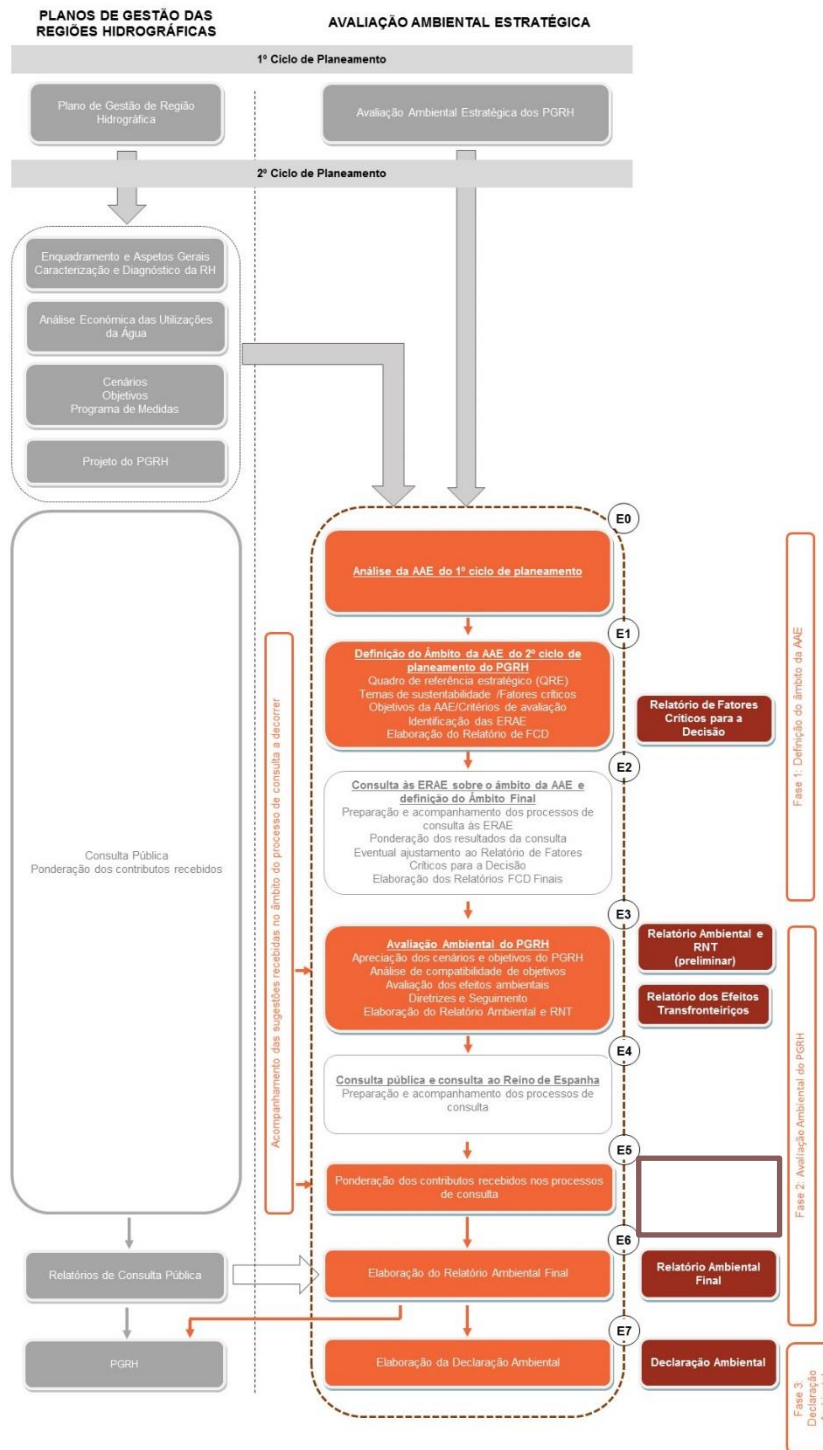 PLANOS DE GESTÃO DAS
REGIÕES HIDROGRÁFICAS
AVALIAÇÃO AMBIENTAL ESTRATÉGICA
1º Ciclo de Planeamento
Plano de Gestão de Região
Hidrográfica
Avaliação Ambiental Estratégica dos PGRH
2º Ciclo de Planeamento
Enquadramento e Aspetos Gerais
Caracterização e Diagnóstico da RH
Análise Económica das Utilizações
da Água
Cenários
Objetivos
Programa de Medidas
Projeto do PGRH
Consulta Pública
Ponderação dos contributos recebidos
Relatórios de Consulta Pública
PGRH
Acompanhamento das sugestões recebidas no âmbito do processo de consulta a decorrer
E0
Análise da AAE do 1º ciclo de planeamento
E1
Definição do Âmbito da AAE do 2º ciclo de
planeamento do PGRH
Quadro de referência estratégico (QRE)
Temas de sustentabilidade /Fatores críticos
Objetivos da AAE/Critérios de avaliação
Identificação das ERAE
Elaboração do Relatório de FCD
Relatório de Fatores
Críticos para a
Decisão
E2
Consulta às ERAE sobre o âmbito da AAE e
definição do Âmbito Final
Preparação e acompanhamento dos processos de
consulta às ERAE
Ponderação dos resultados da consulta
Eventual ajustamento ao Relatório de Fatores
Críticos para a Decisão
Elaboração dos Relatórios FCD Finais
E3
Avaliação Ambiental do PGRH
Apreciação dos cenários e objetivos do PGRH
Análise de compatibilidade de objetivos
Avaliação dos efeitos ambientais
Diretrizes e Seguimento
Elaboração do Relatório Ambiental e RNT
Relatório Ambiental e
RNT
(preliminar)
Relatório dos Efeitos
Transfronteiriços
E4
Consulta pública e consulta ao Reino de Espanha
Preparação e acompanhamento dos processos de
consulta
E5
Ponderação dos contributos recebidos nos processos
de consulta
E6
Elaboração do Relatório Ambiental Final
Relatório Ambiental
Final
E7
Elaboração da Declaração Ambiental
Declaração Ambiental
Fase 1: Definição do âmbito da AAE
Fase 2: Avaliação Ambiental do PGRH
Fase 3:
Declaração